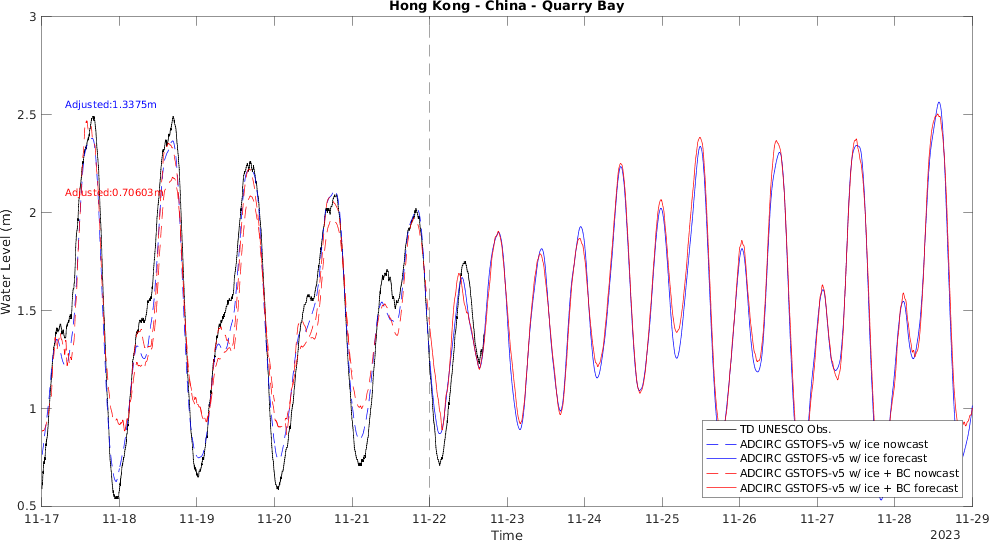 Hong Kong - China - Quarry Bay
3
2.5
2
1.5
1
0.5
Water Level (m)
Adjusted:1.3375m
Adjusted:0.70603m
TD UNESCO Obs.
ADCIRC GSTOFS-v5 w/ ice nowcast
ADCIRC GSTOFS-v5 w/ ice forecast
ADCIRC GSTOFS-v5 w/ ice + BC nowcast
ADCIRC GSTOFS-v5 w/ ice + BC forecast
11-17 11-18 11-19 11-20 11-21 11-22 11-23 11-24 11-25 11-26 11-27 11-28 11-29
Time
2023